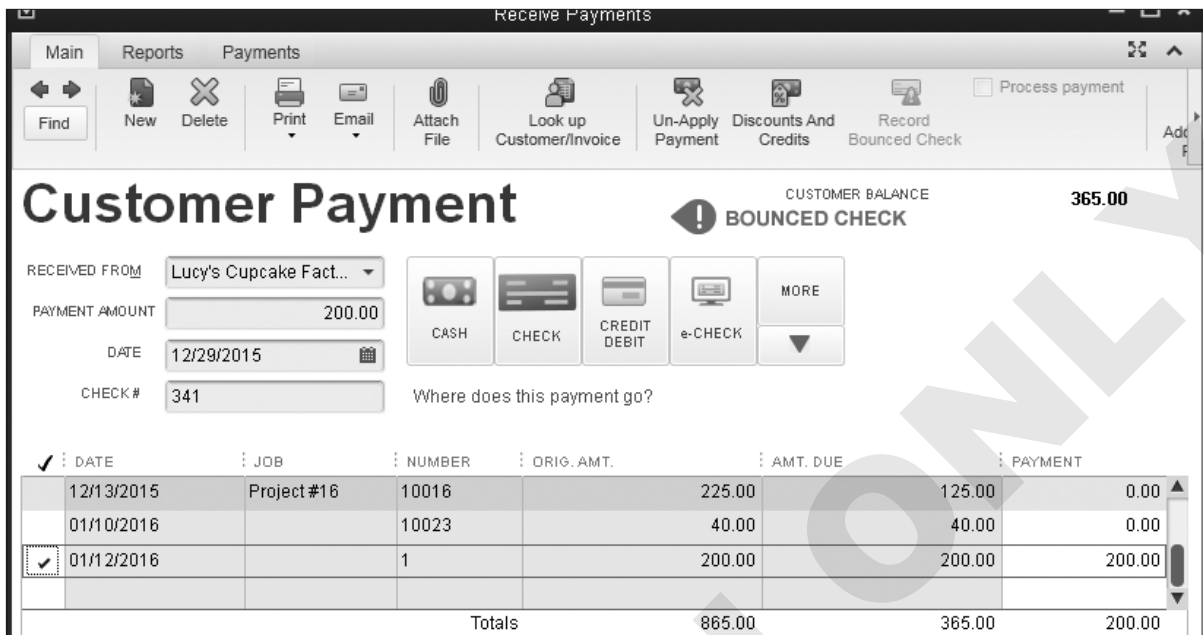 Receive Payments
Main Reports Payments
Find New Delete Print Email Attach File Look up Customer/Invoice Un-Apply Payment Discounts And Credits Record Bounced Check Process payment
Customer Payment
CUSTOMER BALANCE 365.00
BOUNCED CHECK
RECEIVED FROM Lucy's Cupcake Fact...
PAYMENT AMOUNT 200.00
DATE 12/29/2015
CHECK # 341
CASH CHECK CREDIT DEBIT e-CHECK MORE
Where does this payment go?
DATE JOB NUMBER ORIG. AMT. AMT. DUE PAYMENT
12/13/2015 Project #16 10016 225.00 125.00 0.00
01/10/2016 10023 40.00 40.00 0.00
01/12/2016 1 200.00 200.00 200.00
Totals 865.00 365.00 200.00
ONLY